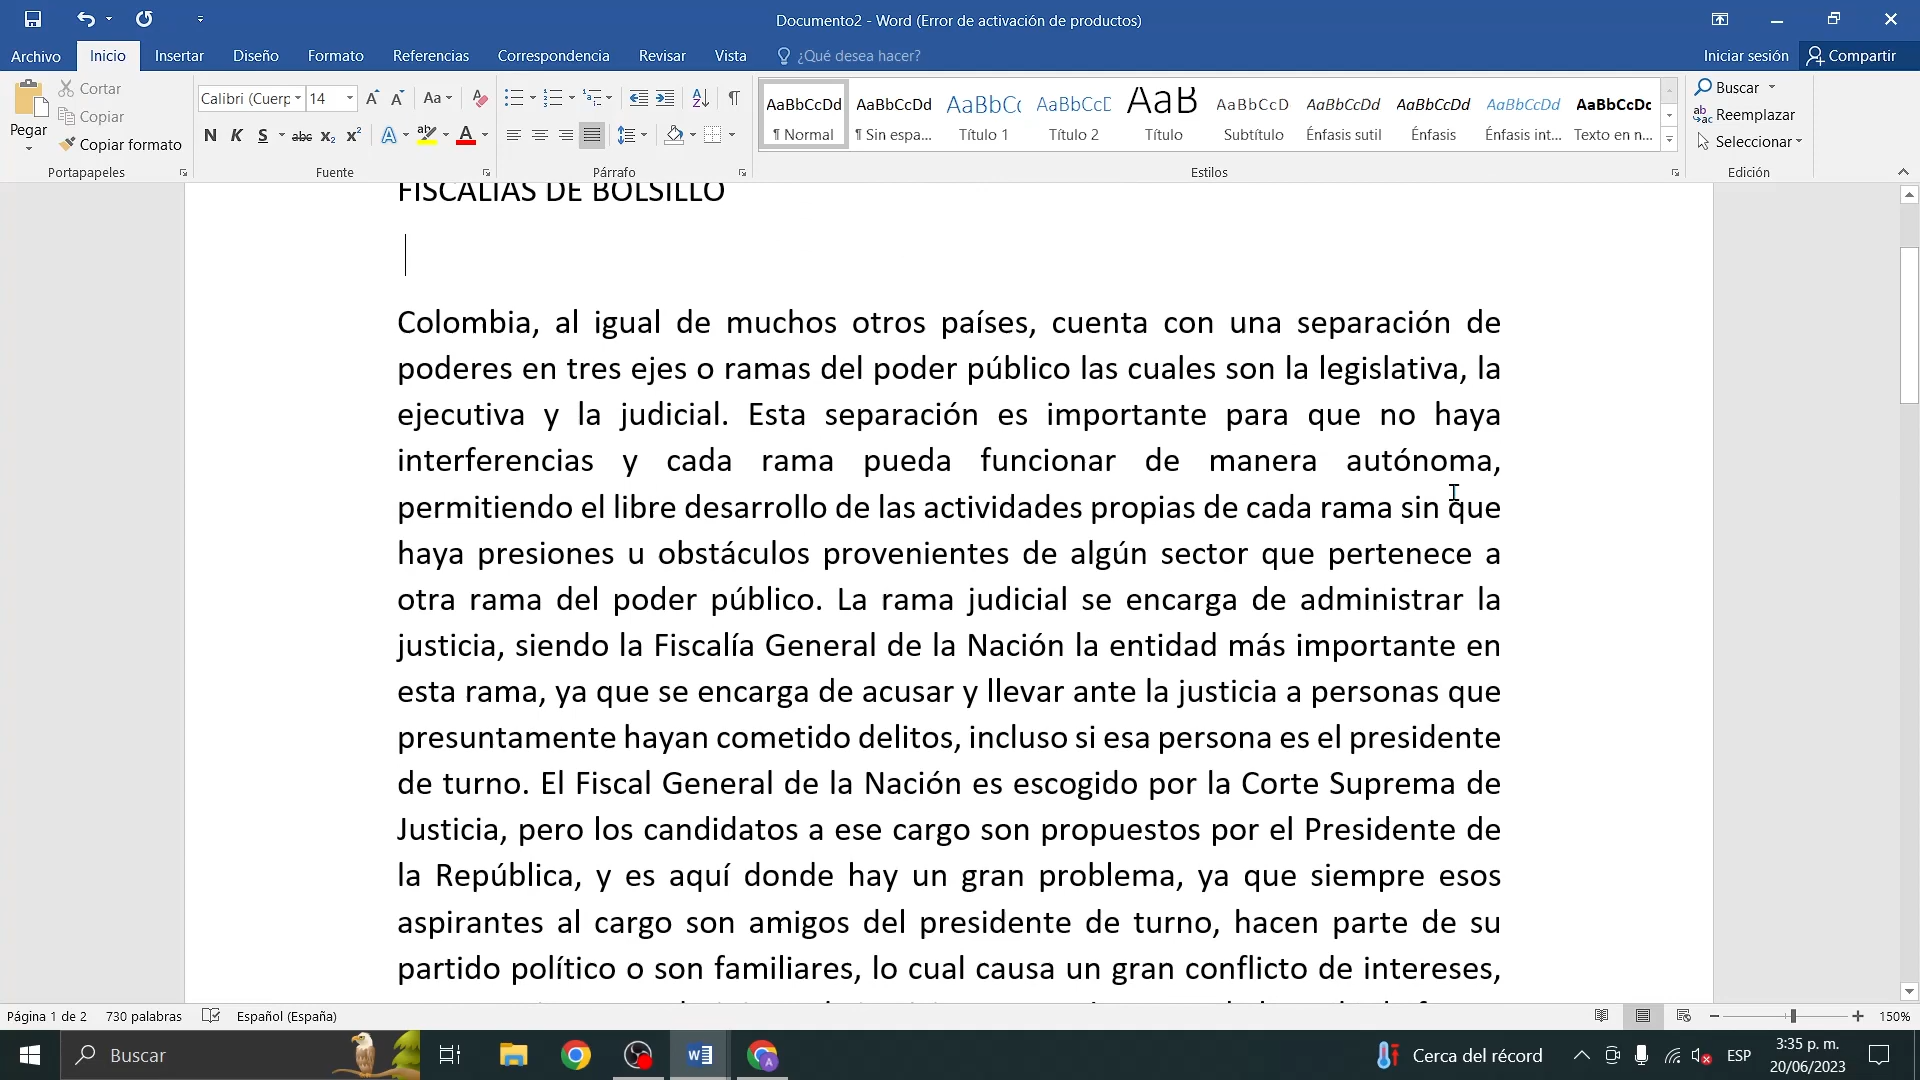 Documento2 - Word (Error de activación de productos)
Archivo Inicio Insertar Diseño Formato Referencias Correspondencia Revisar Vista ¿Qué desea hacer? Iniciar sesión Compartir
Pegar
Cortar
Copiar
Copiar formato
Portapapeles
Calibri (Cuerp 14
Aa
N K S abc x₂ x² A ab A
Fuente
Párrafo
AaBbCcDd AaBbCcDd AaBbC( AaBbCcD AaB AaBbCcD AaBbCcDd AaBbCcDd AaBbCcDd AaBbCcDc
¶ Normal ¶ Sin espa... Título 1 Título 2 Título Subtítulo Énfasis sutil Énfasis Énfasis int... Texto en n...
Estilos
Buscar
Reemplazar
Seleccionar
Edición
FISCALIAS DE BOLSILLO
Colombia, al igual de muchos otros países, cuenta con una separación de
poderes en tres ejes o ramas del poder público las cuales son la legislativa, la
ejecutiva y la judicial. Esta separación es importante para que no haya
interferencias y cada rama pueda funcionar de manera autónoma,
permitiendo el libre desarrollo de las actividades propias de cada rama sin que
haya presiones u obstáculos provenientes de algún sector que pertenece a
otra rama del poder público. La rama judicial se encarga de administrar la
justicia, siendo la Fiscalía General de la Nación la entidad más importante en
esta rama, ya que se encarga de acusar y llevar ante la justicia a personas que
presuntamente hayan cometido delitos, incluso si esa persona es el presidente
de turno. El Fiscal General de la Nación es escogido por la Corte Suprema de
Justicia, pero los candidatos a ese cargo son propuestos por el Presidente de
la República, y es aquí donde hay un gran problema, ya que siempre esos
aspirantes al cargo son amigos del presidente de turno, hacen parte de su
partido político o son familiares, lo cual causa un gran conflicto de intereses,
Página 1 de 2 730 palabras Español (España) 150%
Buscar
Cerca del récord
ESP
3:35 p. m.
20/06/2023